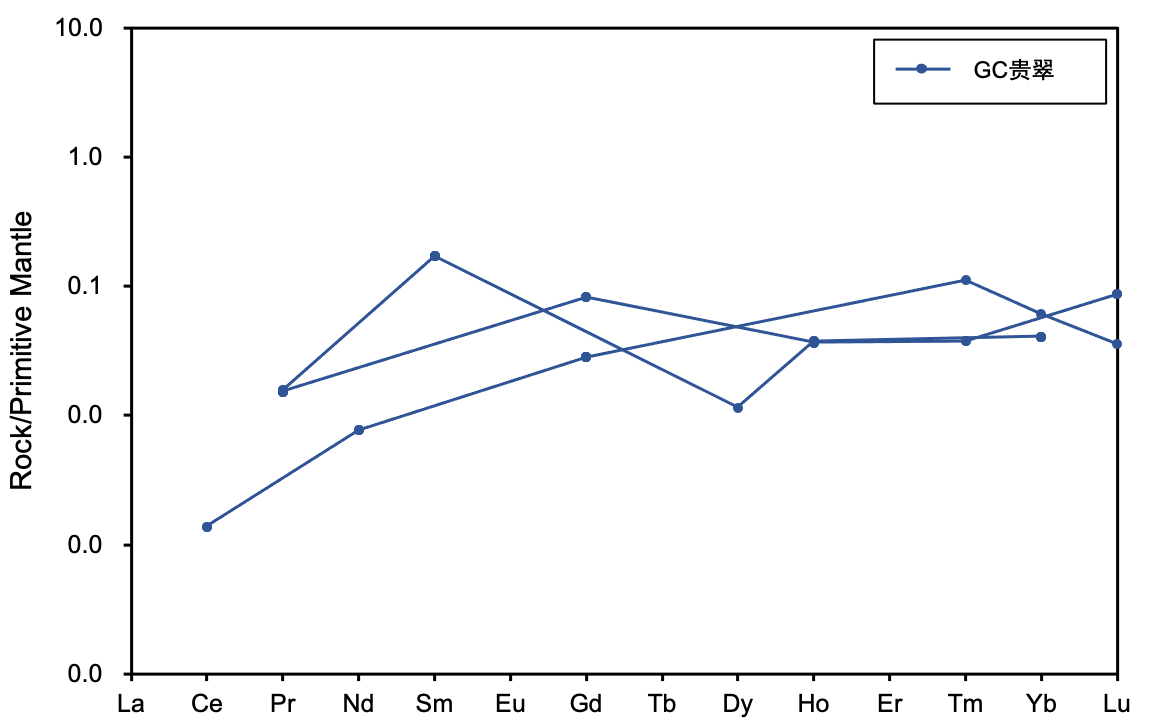 10.0
1.0
0.1
0.0
0.0
0.0
Rock/Primitive Mantle
GC贵翠
La Ce Pr Nd Sm Eu Gd Tb Dy Ho Er Tm Yb Lu